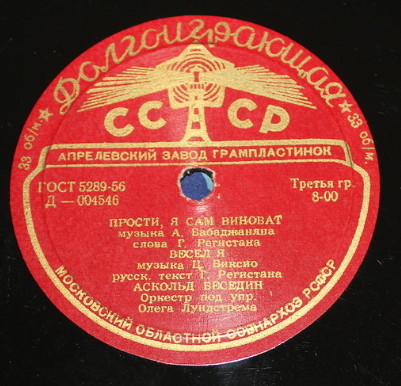 Долгоиграющая
33 об/м.
33 об/м.
СССР
АПРЕЛЕВСКИЙ ЗАВОД ГРАМПЛАСТИНОК
ГОСТ 5289-56
Д — 004546
Третья гр.
8-00
ПРОСТИ, Я САМ ВИНОВАТ
музыка А. Бабаджаняна
слова Г. Регистана
ВЕСЕЛ Я
музыка Ц. Виксио
русск. текст Г. Регистана
АСКОЛЬД БЕСЕДИН
Оркестр под упр.
Олега Лундстрема
МОСКОВСКИЙ ОБЛАСТНОЙ СОВНАРХОЗ РСФСР